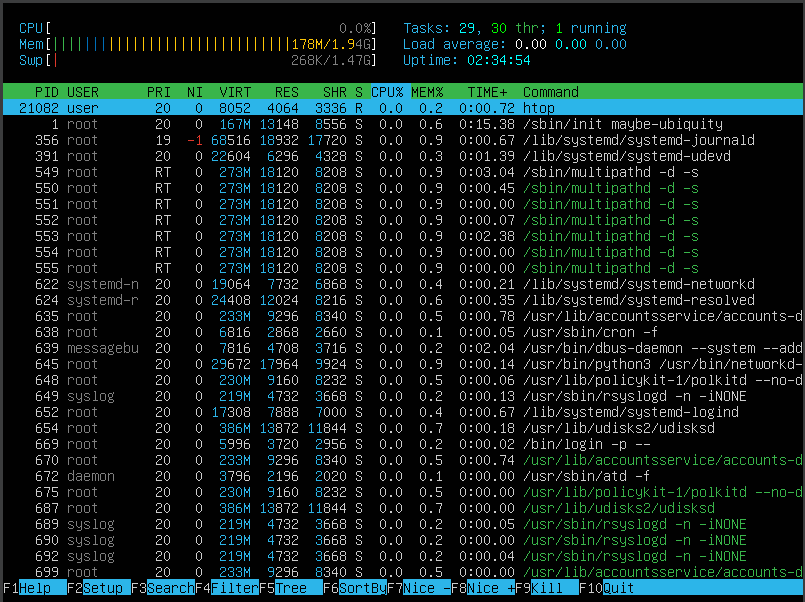 CPU[ 0.0%] Tasks: 29, 30 thr; 1 running
Mem[||||||||||||||||||||||||||||||178M/1.94G] Load average: 0.00 0.00 0.00
Swp[| 268K/1.47G] Uptime: 02:34:54
PID USER PRI NI VIRT RES SHR S CPU% MEM% TIME+ Command
21082 user 20 0 8052 4064 3336 R 0.0 0.2 0:00.72 htop
1 root 20 0 167M 13148 8556 S 0.0 0.6 0:15.38 /sbin/init maybe-ubiquity
356 root 19 -1 68516 18932 17720 S 0.0 0.9 0:00.67 /lib/systemd/systemd-journald
391 root 20 0 22604 6296 4328 S 0.0 0.3 0:01.39 /lib/systemd/systemd-udevd
549 root RT 0 273M 18120 8208 S 0.0 0.9 0:03.04 /sbin/multipathd -d -s
550 root RT 0 273M 18120 8208 S 0.0 0.9 0:00.45 /sbin/multipathd -d -s
551 root RT 0 273M 18120 8208 S 0.0 0.9 0:00.00 /sbin/multipathd -d -s
552 root RT 0 273M 18120 8208 S 0.0 0.9 0:00.07 /sbin/multipathd -d -s
553 root RT 0 273M 18120 8208 S 0.0 0.9 0:02.38 /sbin/multipathd -d -s
554 root RT 0 273M 18120 8208 S 0.0 0.9 0:00.00 /sbin/multipathd -d -s
555 root RT 0 273M 18120 8208 S 0.0 0.9 0:00.00 /sbin/multipathd -d -s
622 systemd-n 20 0 19064 7732 6868 S 0.0 0.4 0:00.21 /lib/systemd/systemd-networkd
624 systemd-r 20 0 24408 12024 8216 S 0.0 0.6 0:00.35 /lib/systemd/systemd-resolved
635 root 20 0 233M 9296 8340 S 0.0 0.5 0:00.78 /usr/lib/accountsservice/accounts-d
638 root 20 0 6816 2868 2660 S 0.0 0.1 0:00.05 /usr/sbin/cron -f
639 messagebu 20 0 7816 4708 3716 S 0.0 0.2 0:02.04 /usr/bin/dbus-daemon --system --add
645 root 20 0 29672 17964 9924 S 0.0 0.9 0:00.14 /usr/bin/python3 /usr/bin/networkd-
648 root 20 0 230M 9160 8232 S 0.0 0.5 0:00.06 /usr/lib/policykit-1/polkitd --no-d
649 syslog 20 0 219M 4732 3668 S 0.0 0.2 0:00.13 /usr/sbin/rsyslogd -n -iNONE
652 root 20 0 17308 7888 7000 S 0.0 0.4 0:00.67 /lib/systemd/systemd-logind
654 root 20 0 386M 13872 11844 S 0.0 0.7 0:00.18 /usr/lib/udisks2/udisksd
669 root 20 0 5996 3720 2956 S 0.0 0.2 0:00.02 /bin/login -p --
670 root 20 0 233M 9296 8340 S 0.0 0.5 0:00.74 /usr/lib/accountsservice/accounts-d
672 daemon 20 0 3796 2196 2020 S 0.0 0.1 0:00.00 /usr/sbin/atd -f
675 root 20 0 230M 9160 8232 S 0.0 0.5 0:00.00 /usr/lib/policykit-1/polkitd --no-d
687 root 20 0 386M 13872 11844 S 0.0 0.7 0:00.00 /usr/lib/udisks2/udisksd
689 syslog 20 0 219M 4732 3668 S 0.0 0.2 0:00.05 /usr/sbin/rsyslogd -n -iNONE
690 syslog 20 0 219M 4732 3668 S 0.0 0.2 0:00.00 /usr/sbin/rsyslogd -n -iNONE
692 syslog 20 0 219M 4732 3668 S 0.0 0.2 0:00.04 /usr/sbin/rsyslogd -n -iNONE
699 root 20 0 233M 9296 8340 S 0.0 0.5 0:00.00 /usr/lib/accountsservice/accounts-d
F1Help F2Setup F3SearchF4FilterF5Tree F6SortByF7Nice -F8Nice +F9Kill F10Quit